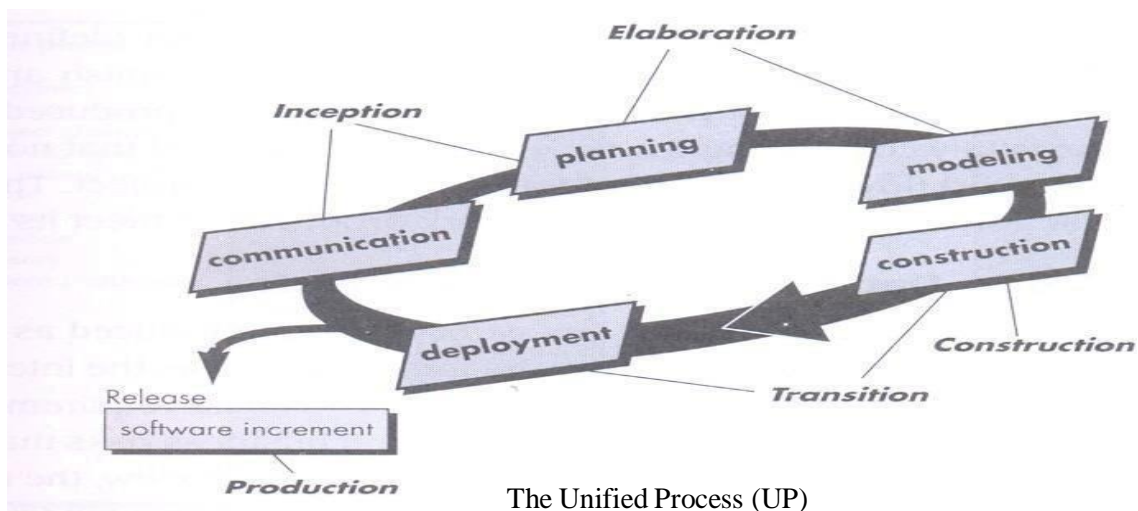 Elaboration
Inception
planning
modeling
communication
construction
deployment
Construction
Release
Transition
software increment
Production
The Unified Process (UP)